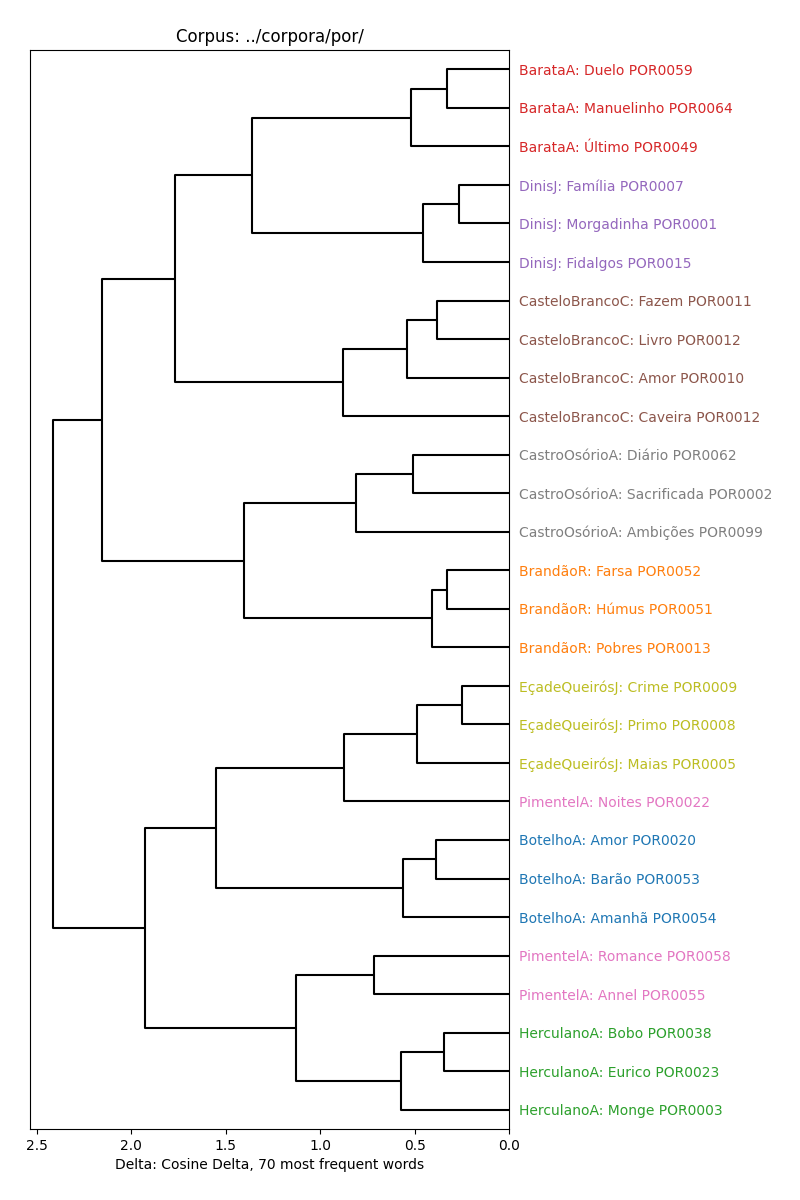 Corpus: ../corpora/por/
BarataA: Duelo POR0059
BarataA: Manuelinho POR0064
BarataA: Último POR0049
DinisJ: Família POR0007
DinisJ: Morgadinha POR0001
DinisJ: Fidalgos POR0015
CasteloBrancoC: Fazem POR0011
CasteloBrancoC: Livro POR0012
CasteloBrancoC: Amor POR0010
CasteloBrancoC: Caveira POR0012
CastroOsórioA: Diário POR0062
CastroOsórioA: Sacrificada POR0002
CastroOsórioA: Ambições POR0099
BrandãoR: Farsa POR0052
BrandãoR: Húmus POR0051
BrandãoR: Pobres POR0013
EçadeQueirósJ: Crime POR0009
EçadeQueirósJ: Primo POR0008
EçadeQueirósJ: Maias POR0005
PimentelA: Noites POR0022
BotelhoA: Amor POR0020
BotelhoA: Barão POR0053
BotelhoA: Amanhã POR0054
PimentelA: Romance POR0058
PimentelA: Annel POR0055
HerculanoA: Bobo POR0038
HerculanoA: Eurico POR0023
HerculanoA: Monge POR0003
2.5 2.0 1.5 1.0 0.5 0.0
Delta: Cosine Delta, 70 most frequent words